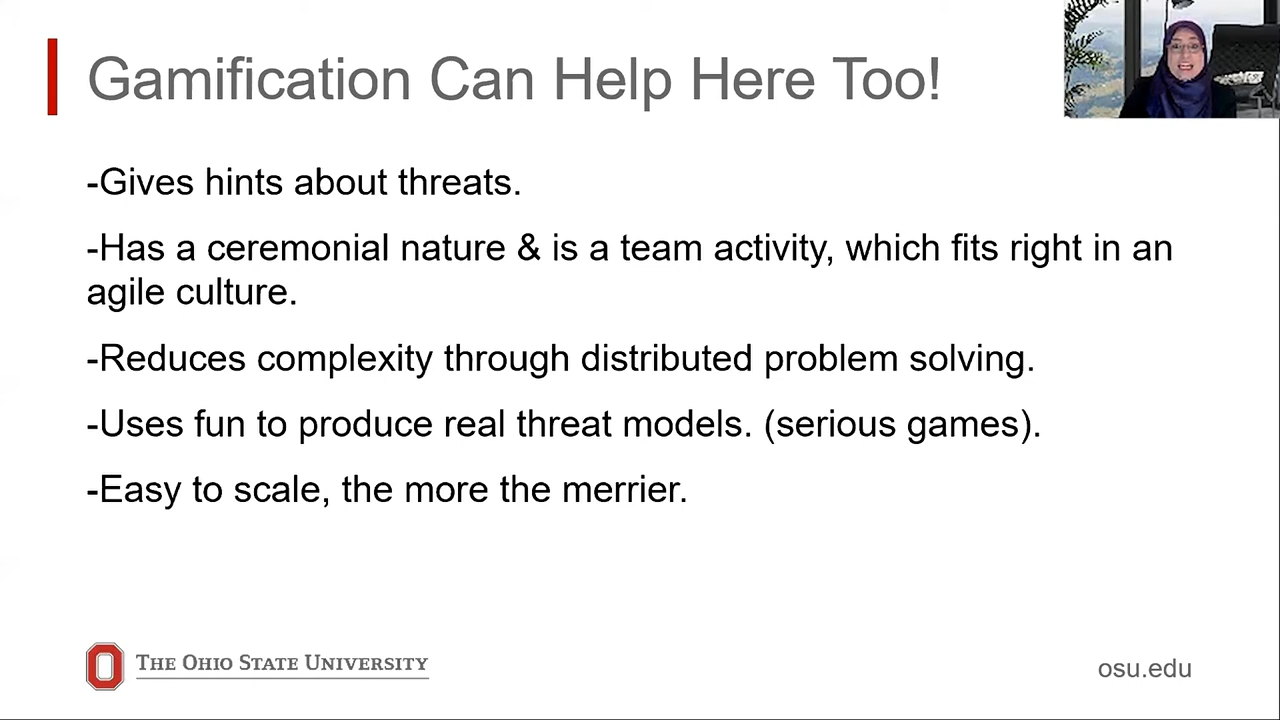 Gamification Can Help Here Too!
-Gives hints about threats.
-Has a ceremonial nature & is a team activity, which fits right in an
agile culture.
-Reduces complexity through distributed problem solving.
-Uses fun to produce real threat models. (serious games).
-Easy to scale, the more the merrier.
THE OHIO STATE UNIVERSITY
osu.edu